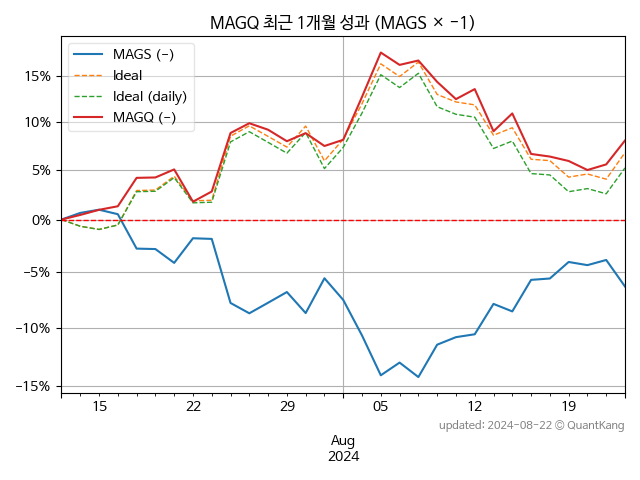 MAGQ 최근 1개월 성과 (MAGS × −1)
MAGS (−)
Ideal
Ideal (daily)
MAGQ (−)
15%
10%
5%
0%
−5%
−10%
−15%
15
22
29
05
12
19
Aug
2024
updated: 2024-08-22 © QuantKang